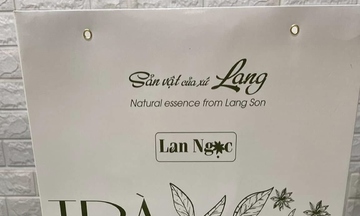 Sản vật của xứ Lạng
Natural essence from Lang Son
Lan Ngọc
TRÀ